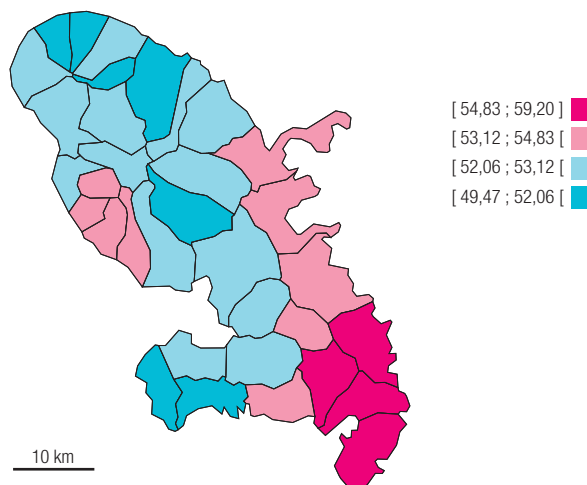 [ 54,83 ; 59,20 ]
[ 53,12 ; 54,83 [
[ 52,06 ; 53,12 [
[ 49,47 ; 52,06 [
10 km